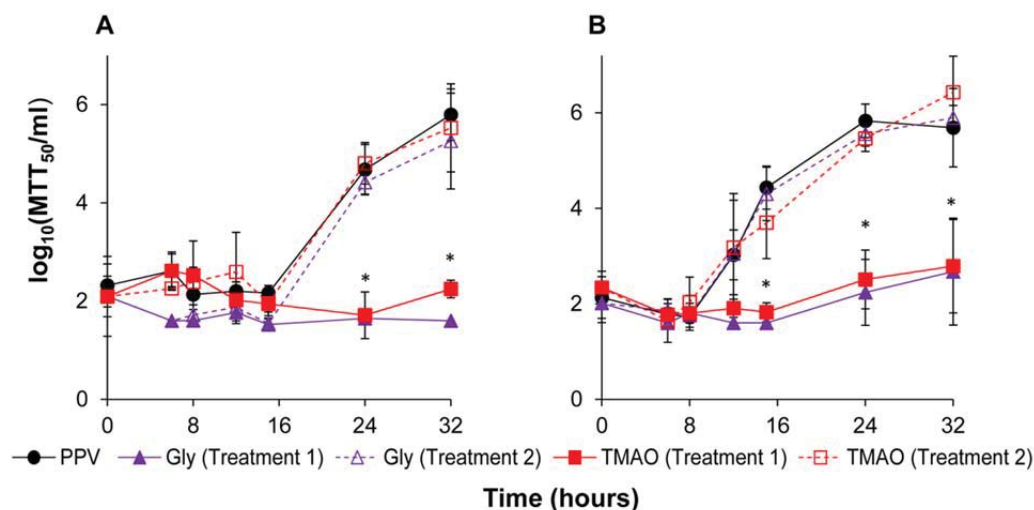 A
B
log₁₀(MTT₅₀/ml)
6
4
2
0
0 8 16 24 32
* *
6
4
2
0
0 8 16 24 32
* * *
PPV Gly (Treatment 1) Gly (Treatment 2) TMAO (Treatment 1) TMAO (Treatment 2)
Time (hours)